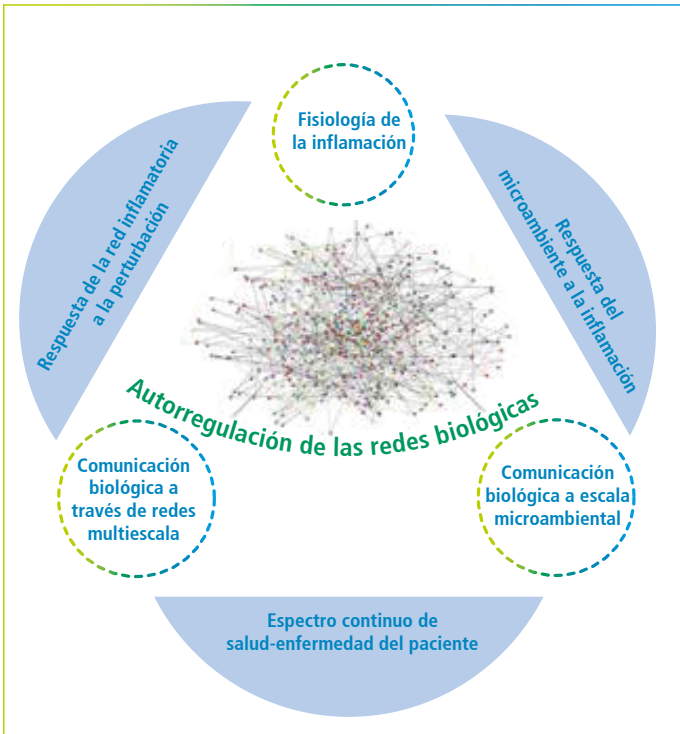 Fisiología de
la inflamación
Respuesta de la red inflamatoria
a la perturbación
Respuesta del
microambiente a la inflamación
Autorregulación de las redes biológicas
Comunicación
biológica a
través de redes
multiescala
Comunicación
biológica a escala
microambiental
Espectro continuo de
salud-enfermedad del paciente